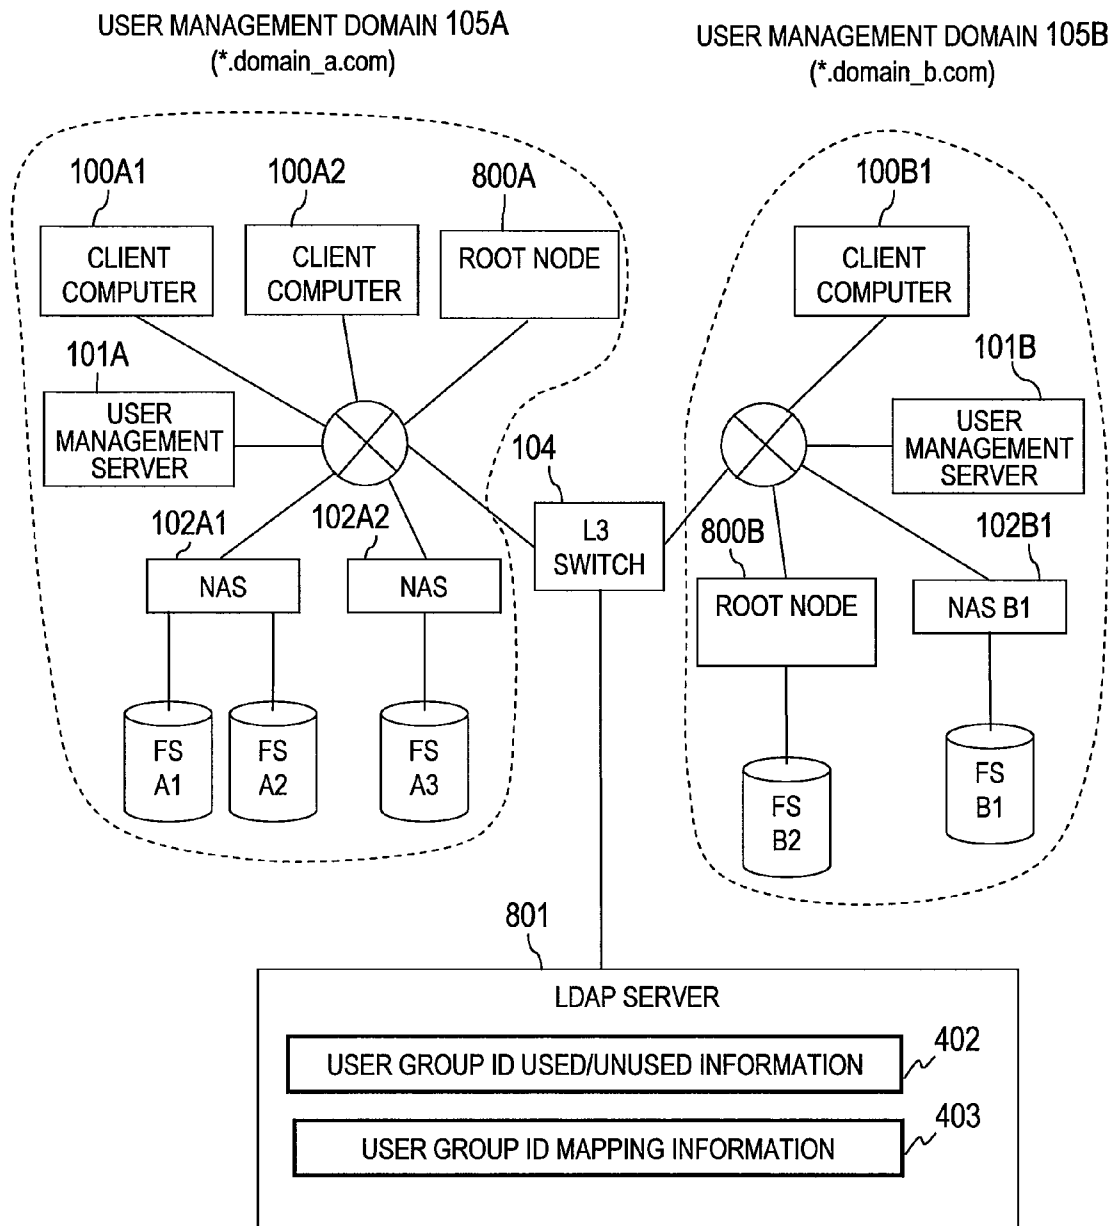 USER MANAGEMENT DOMAIN 105A
(*.domain_a.com)
USER MANAGEMENT DOMAIN 105B
(*.domain_b.com)
100A1
100A2
800A
100B1
CLIENT
COMPUTER
CLIENT
COMPUTER
ROOT NODE
CLIENT
COMPUTER
101A
101B
USER
MANAGEMENT
SERVER
USER
MANAGEMENT
SERVER
104
102A1
102A2
L3
SWITCH
800B
102B1
NAS
NAS
ROOT NODE
NAS B1
FS
A1
FS
A2
FS
A3
FS
B2
FS
B1
801
LDAP SERVER
USER GROUP ID USED/UNUSED INFORMATION
402
USER GROUP ID MAPPING INFORMATION
403